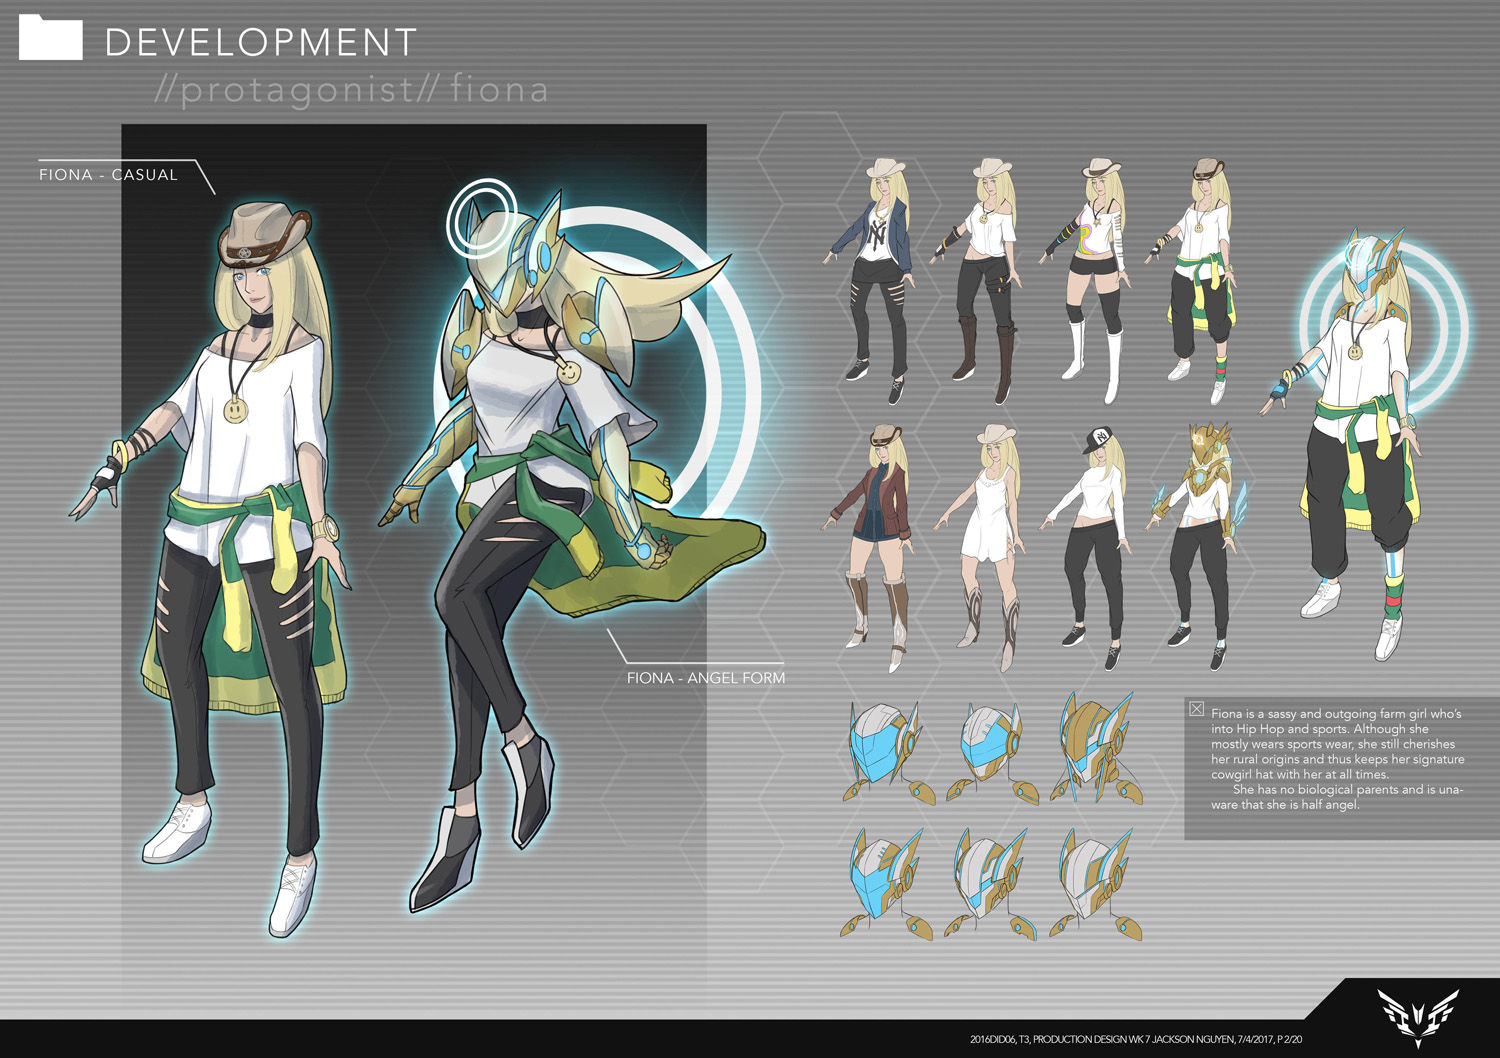 DEVELOPMENT
//protagonist// fiona
FIONA - CASUAL
FIONA - ANGEL FORM
NY
NY
Fiona is a sassy and outgoing farm girl who's
into Hip Hop and sports. Although she
mostly wears sports wear, she still cherishes
her rural origins and thus keeps her signature
cowgirl hat with her at all times.
She has no biological parents and is una-
ware that she is half angel.
2016DID06, T3, PRODUCTION DESIGN WK 7 JACKSON NGUYEN, 7/4/2017, P 2/20